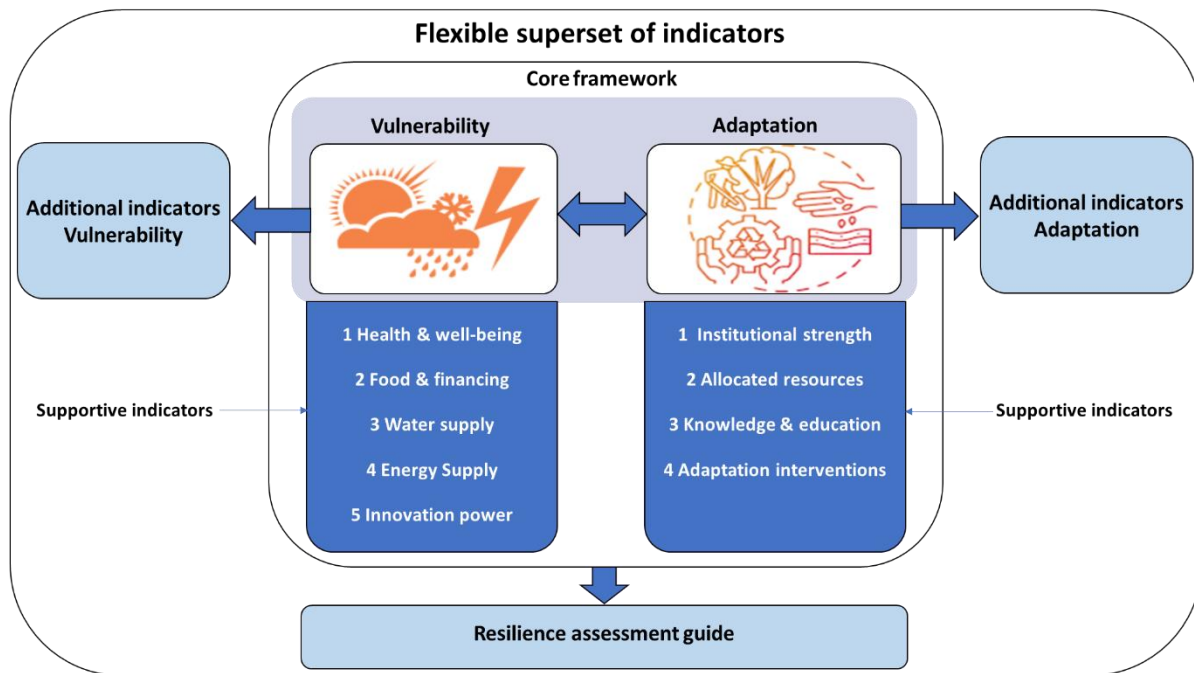 Flexible superset of indicators
Core framework
Vulnerability
Adaptation
Additional indicators
Vulnerability
Additional indicators
Adaptation
1 Health & well-being
2 Food & financing
3 Water supply
4 Energy Supply
5 Innovation power
1 Institutional strength
2 Allocated resources
3 Knowledge & education
4 Adaptation interventions
Supportive indicators
Supportive indicators
Resilience assessment guide